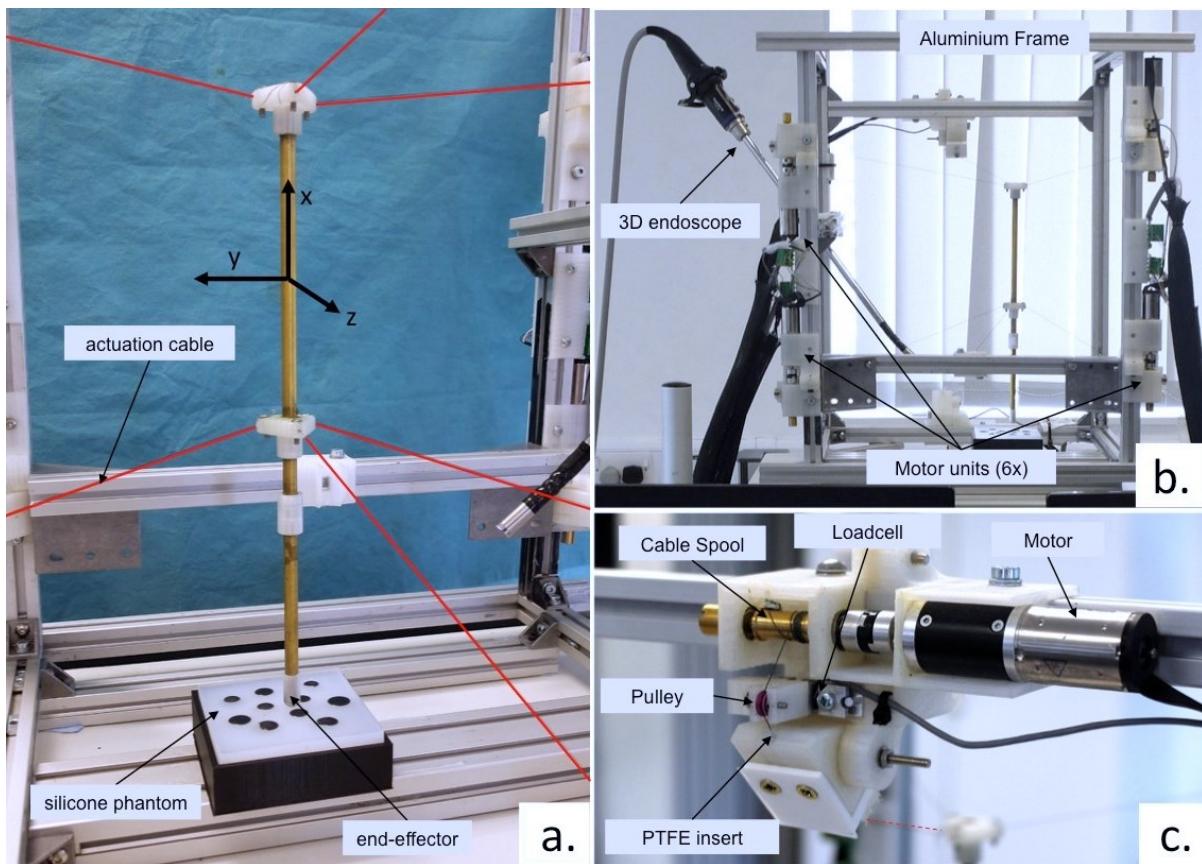 x
y
z
actuation cable
silicone phantom
end-effector
a.
Aluminium Frame
3D endoscope
Motor units (6x)
b.
Cable Spool
Loadcell
Motor
Pulley
PTFE insert
c.